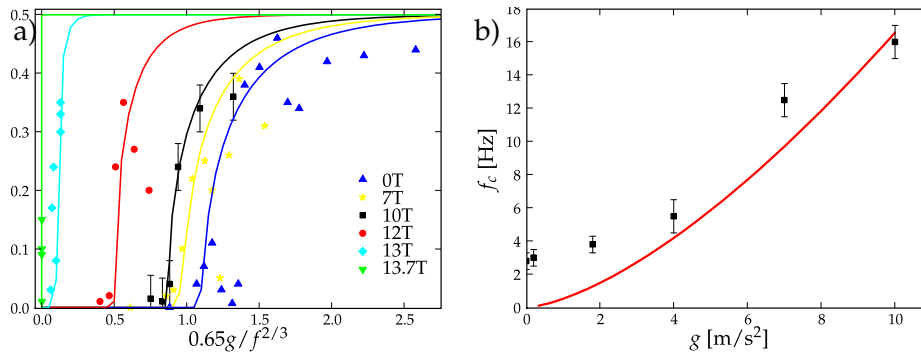 a)
0.5
0.4
0.3
0.2
0.1
0.0
0.0 0.5 1.0 1.5 2.0 2.5
0.65g/f^{2/3}
0T
7T
10T
12T
13T
13.7T
b)
18
16
14
12
10
8
6
4
2
0
0 2 4 6 8 10
f_c [Hz]
g [m/s²]